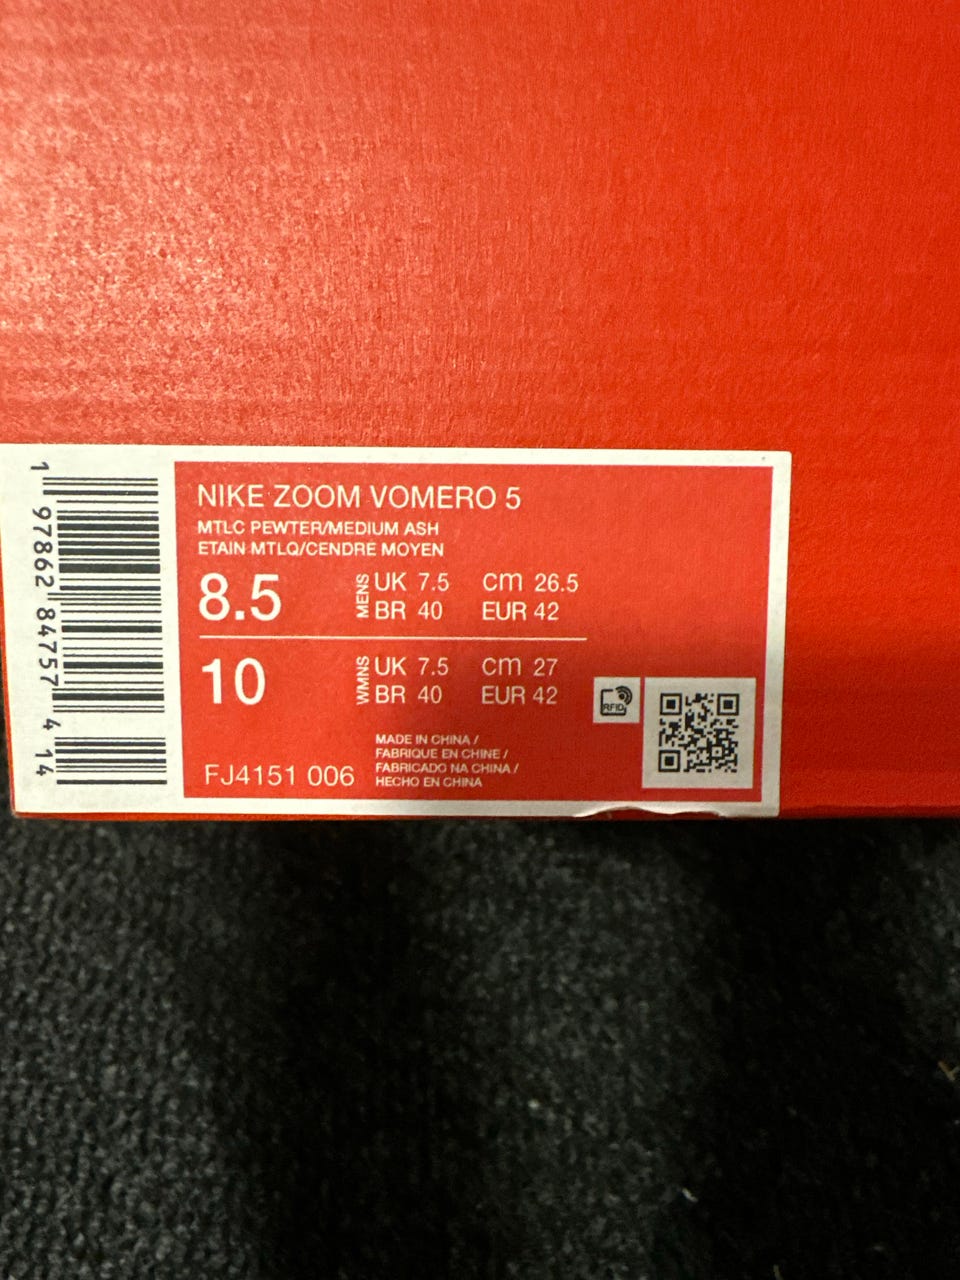 NIKE ZOOM VOMERO 5
MTLC PEWTER/MEDIUM ASH
ETAIN MTLQ/CENDRE MOYEN
8.5 MENS UK 7.5 cm 26.5
BR 40 EUR 42
10 WMNS UK 7.5 cm 27
BR 40 EUR 42
RFID
MADE IN CHINA /
FABRIQUE EN CHINE /
FABRICADO NA CHINA /
HECHO EN CHINA
FJ4151 006
1 97862 84757 4 14